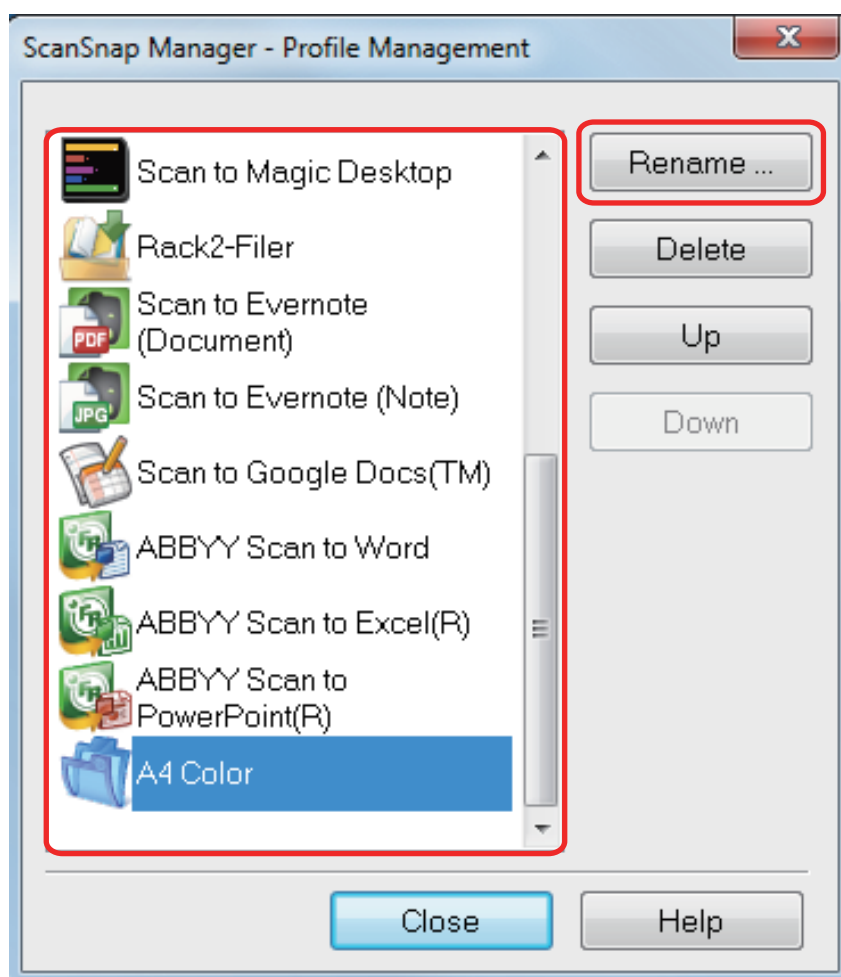 ScanSnap Manager - Profile Management
Scan to Magic Desktop
Rack2-Filer
Scan to Evernote
(Document)
PDF
Scan to Evernote (Note)
JPG
Scan to Google Docs(TM)
ABBYY Scan to Word
ABBYY Scan to Excel(R)
ABBYY Scan to
PowerPoint(R)
A4 Color
Rename ...
Delete
Up
Down
Close
Help